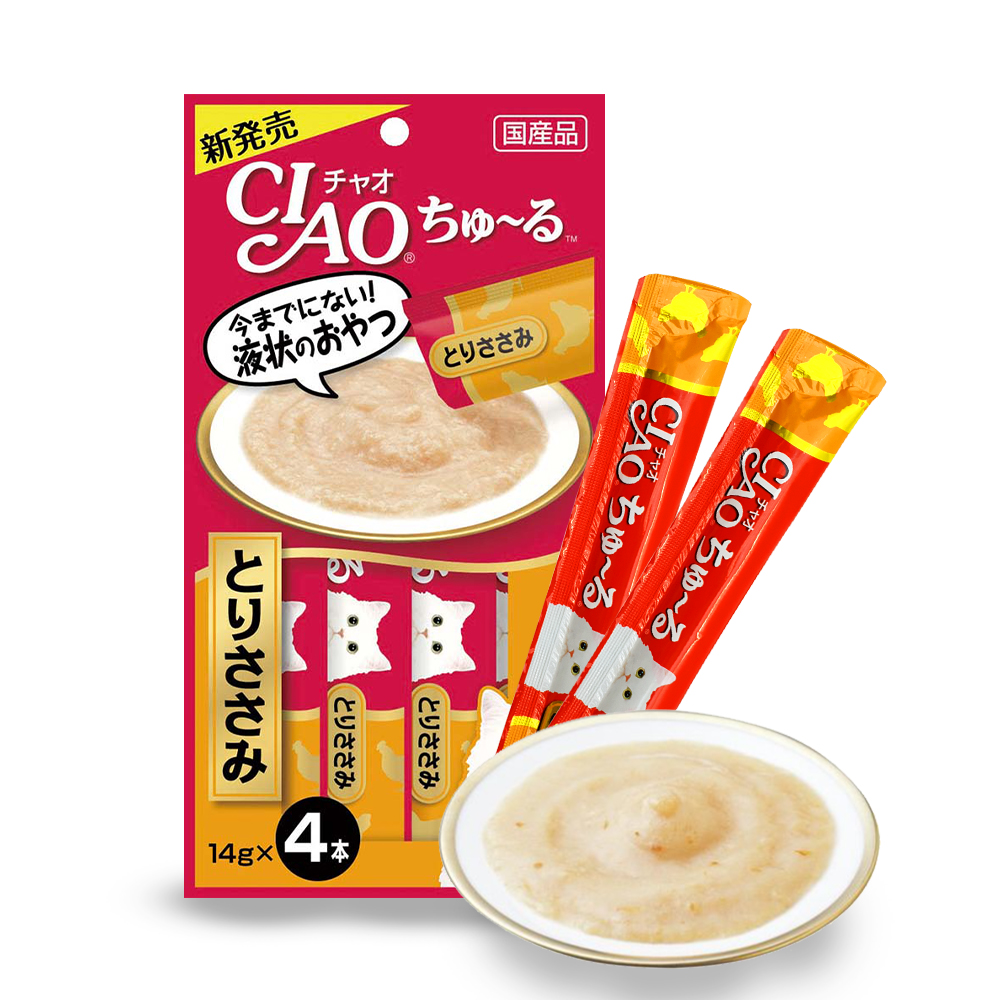 新発売
国産品
CIAO
チャオ
ちゅ～る
™
®
今までにない!
液状のおやつ
とりささみ
とりささみ
とりささみ
とりささみ
14g×4本
CIAO
チャオ
ちゅ～る
CIAO
チャオ
ちゅ～る